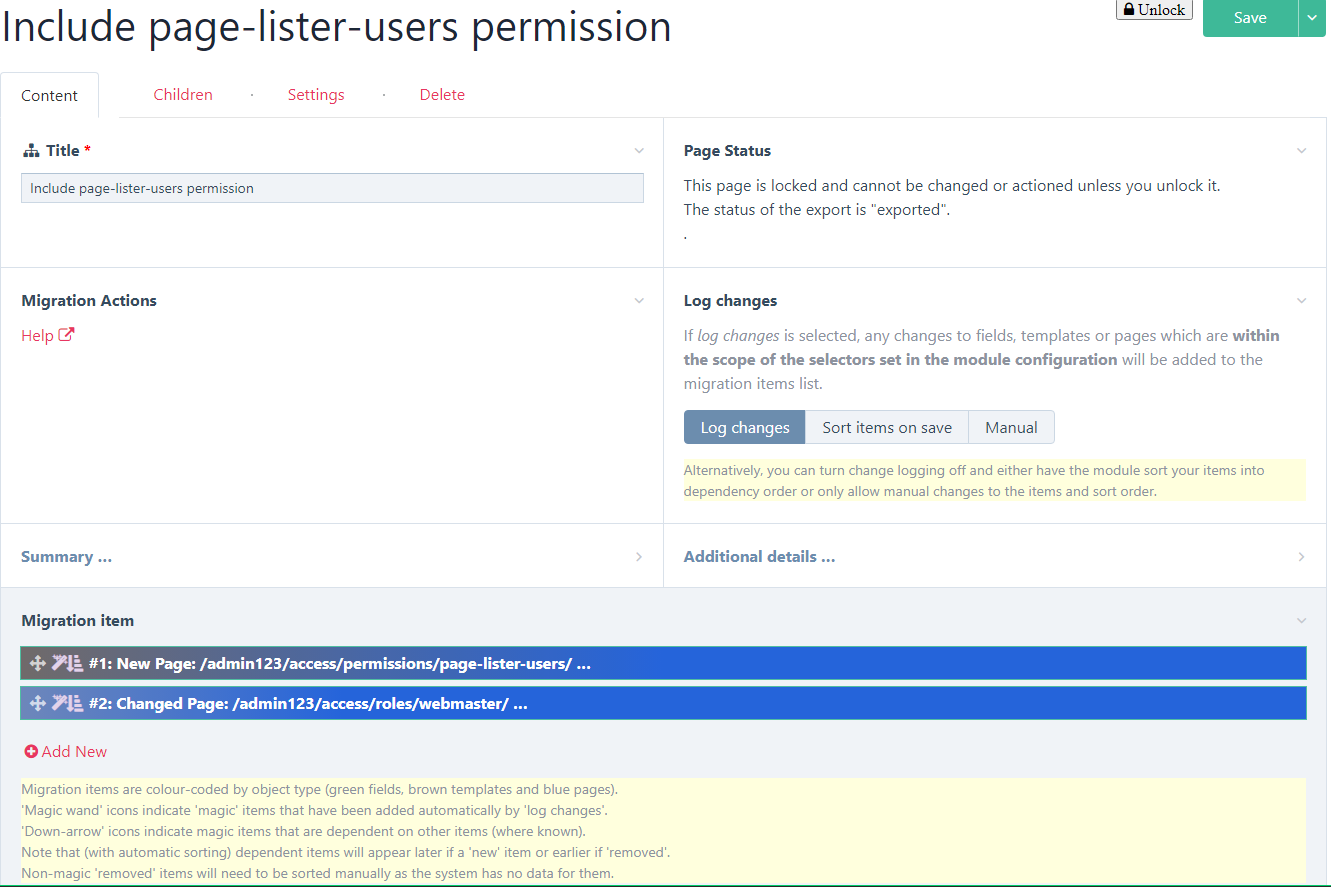 Include page-lister-users permission
Unlock
Save
Content
Children
·
Settings
·
Delete
Title *
Include page-lister-users permission
Page Status
This page is locked and cannot be changed or actioned unless you unlock it.
The status of the export is "exported".
.
Migration Actions
Help
Log changes
If log changes is selected, any changes to fields, templates or pages which are within
the scope of the selectors set in the module configuration will be added to the
migration items list.
Log changes
Sort items on save
Manual
Alternatively, you can turn change logging off and either have the module sort your items into
dependency order or only allow manual changes to the items and sort order.
Summary ...
Additional details ...
Migration item
#1: New Page: /admin123/access/permissions/page-lister-users/ ...
#2: Changed Page: /admin123/access/roles/webmaster/ ...
Add New
Migration items are colour-coded by object type (green fields, brown templates and blue pages).
'Magic wand' icons indicate 'magic' items that have been added automatically by 'log changes'.
'Down-arrow' icons indicate magic items that are dependent on other items (where known).
Note that (with automatic sorting) dependent items will appear later if a 'new' item or earlier if 'removed'.
Non-magic 'removed' items will need to be sorted manually as the system has no data for them.